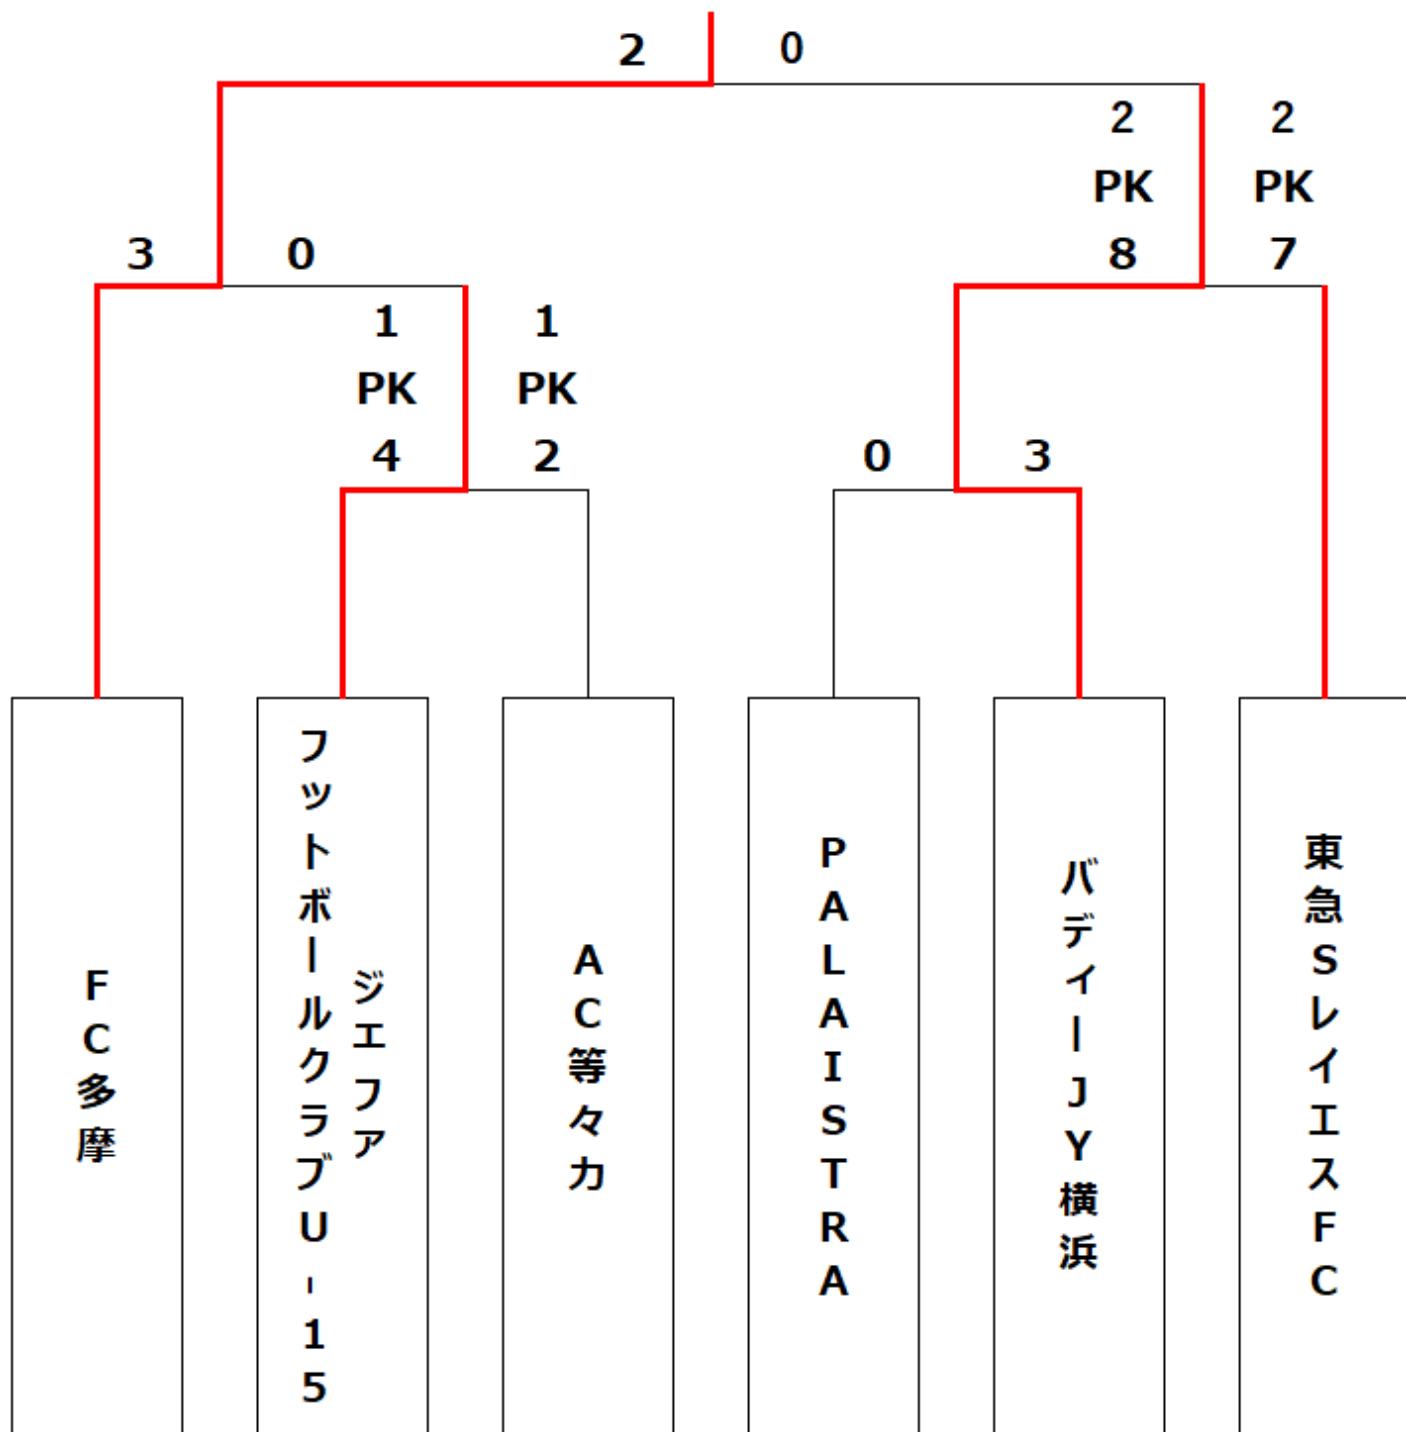 2 0
2 2
PK PK
3 0 8 7
1 1
PK PK
4 2 0 3
FC多摩
ジェファ
フットボールクラブU-15
AC等々力
PALAISTRA
バディーJY横浜
東急SレイエスFC